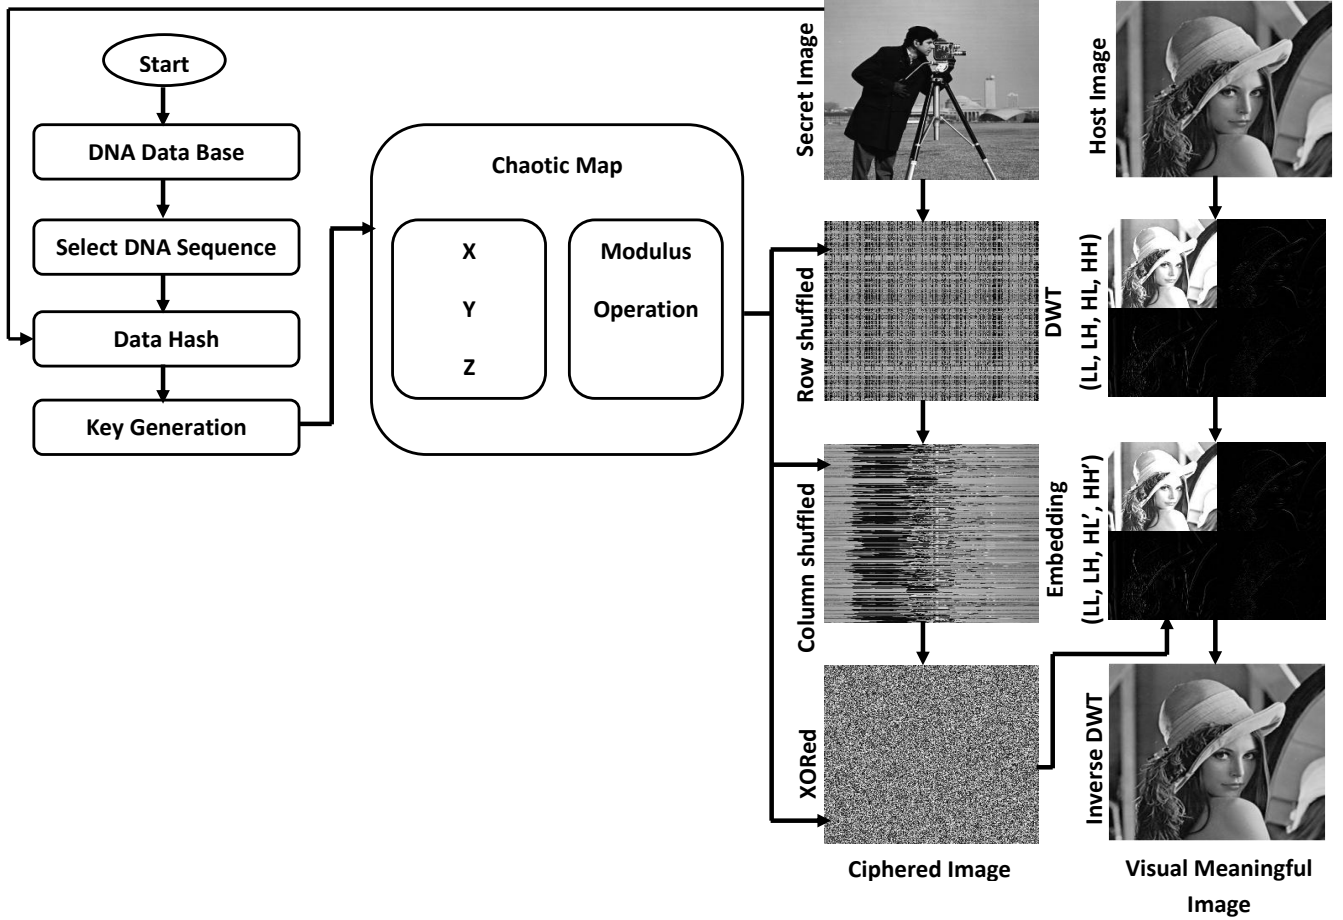 Start
DNA Data Base
Select DNA Sequence
Data Hash
Key Generation
Chaotic Map
X
Y
Z
Modulus
Operation
Secret Image
Row shuffled
Column shuffled
XORed
Ciphered Image
Host Image
DWT
(LL, LH, HL, HH)
Embedding
(LL, LH, HL’, HH’)
Inverse DWT
Visual Meaningful
Image